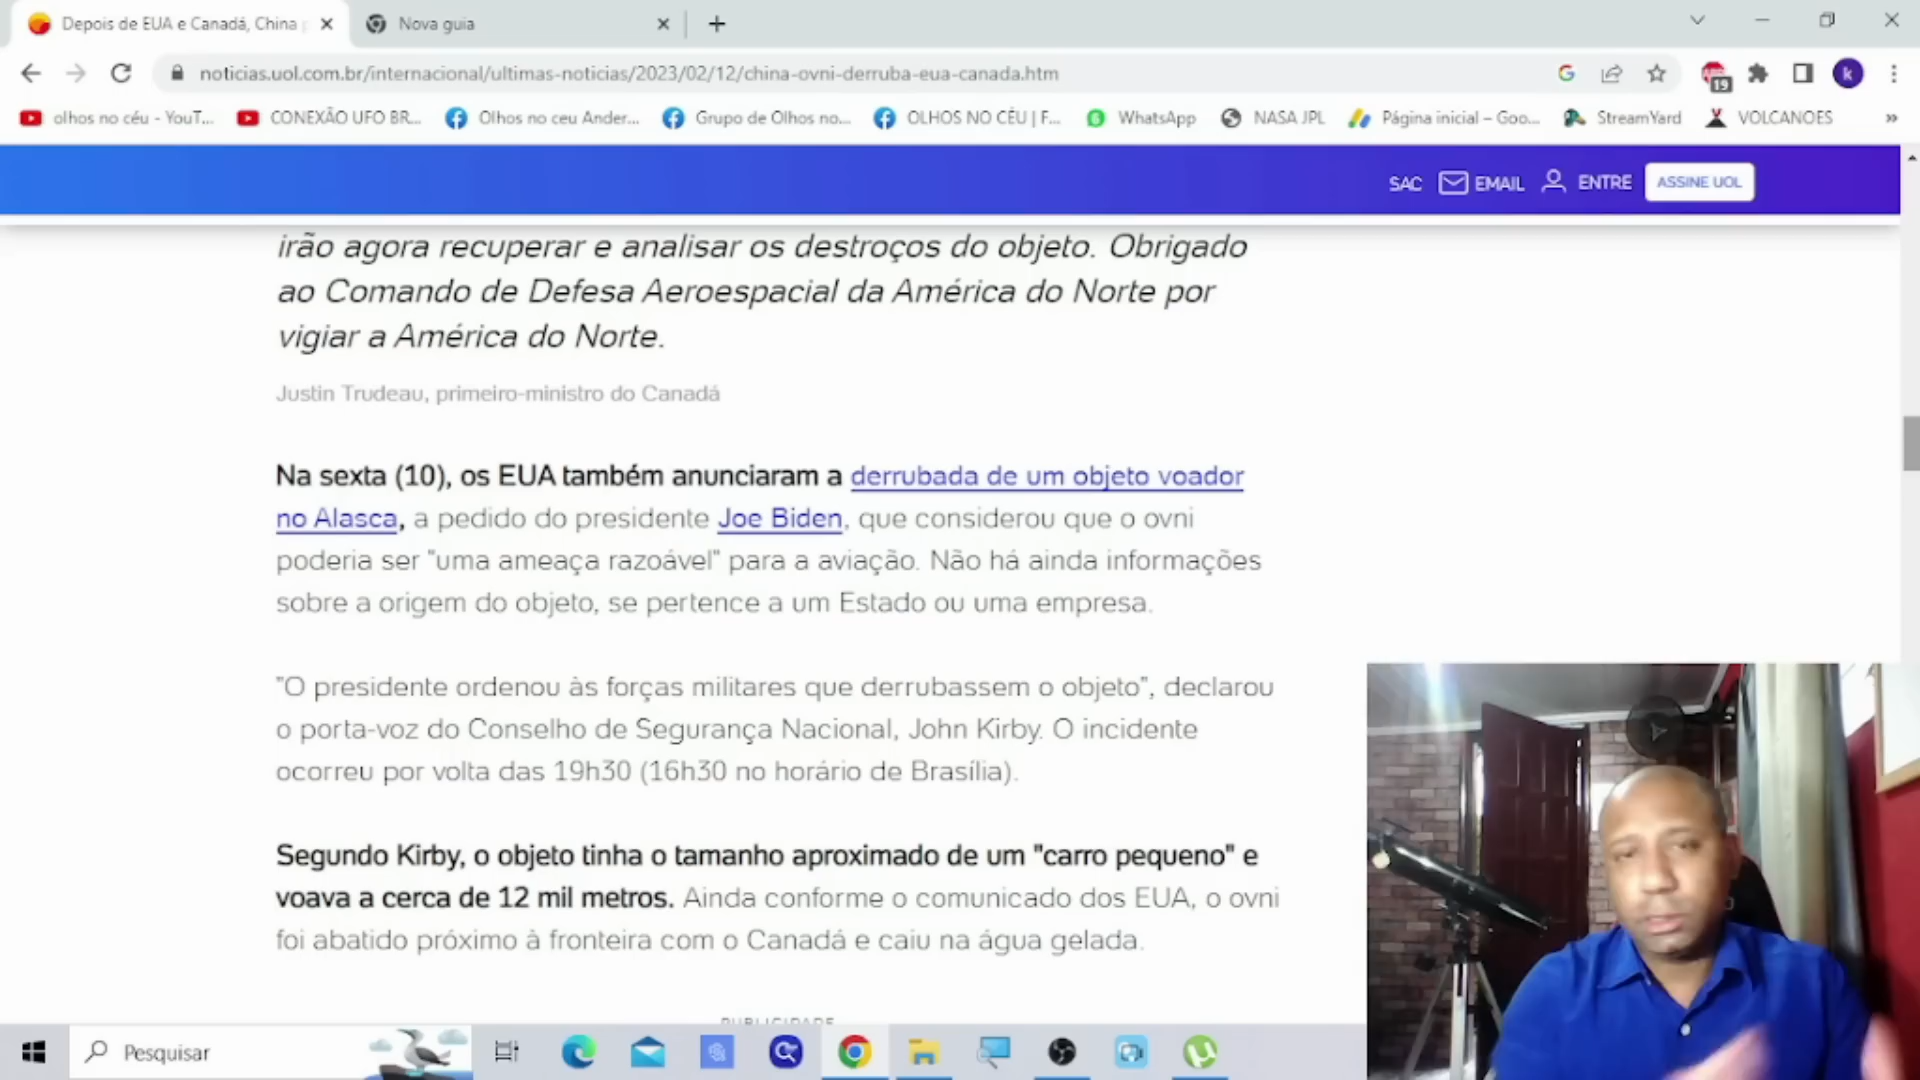 Depois de EUA e Canadá, China
Nova guia
noticias.uol.com.br/internacional/ultimas-noticias/2023/02/12/china-ovni-derruba-eua-canada.htm
19
k
olhos no céu - YouT...
CONEXÃO UFO BR...
Olhos no ceu Ander...
Grupo de Olhos no...
OLHOS NO CÉU | F...
WhatsApp
NASA JPL
Página inicial – Goo...
StreamYard
VOLCANOES
SAC
EMAIL
ENTRE
ASSINE UOL
irão agora recuperar e analisar os destroços do objeto. Obrigado
ao Comando de Defesa Aeroespacial da América do Norte por
vigiar a América do Norte.
Justin Trudeau, primeiro-ministro do Canadá
Na sexta (10), os EUA também anunciaram a derrubada de um objeto voador
no Alasca, a pedido do presidente Joe Biden, que considerou que o ovni
poderia ser "uma ameaça razoável" para a aviação. Não há ainda informações
sobre a origem do objeto, se pertence a um Estado ou uma empresa.
"O presidente ordenou às forças militares que derrubassem o objeto", declarou
o porta-voz do Conselho de Segurança Nacional, John Kirby. O incidente
ocorreu por volta das 19h30 (16h30 no horário de Brasília).
Segundo Kirby, o objeto tinha o tamanho aproximado de um "carro pequeno" e
voava a cerca de 12 mil metros. Ainda conforme o comunicado dos EUA, o ovni
foi abatido próximo à fronteira com o Canadá e caiu na água gelada.
PUBLICIDADE
Pesquisar